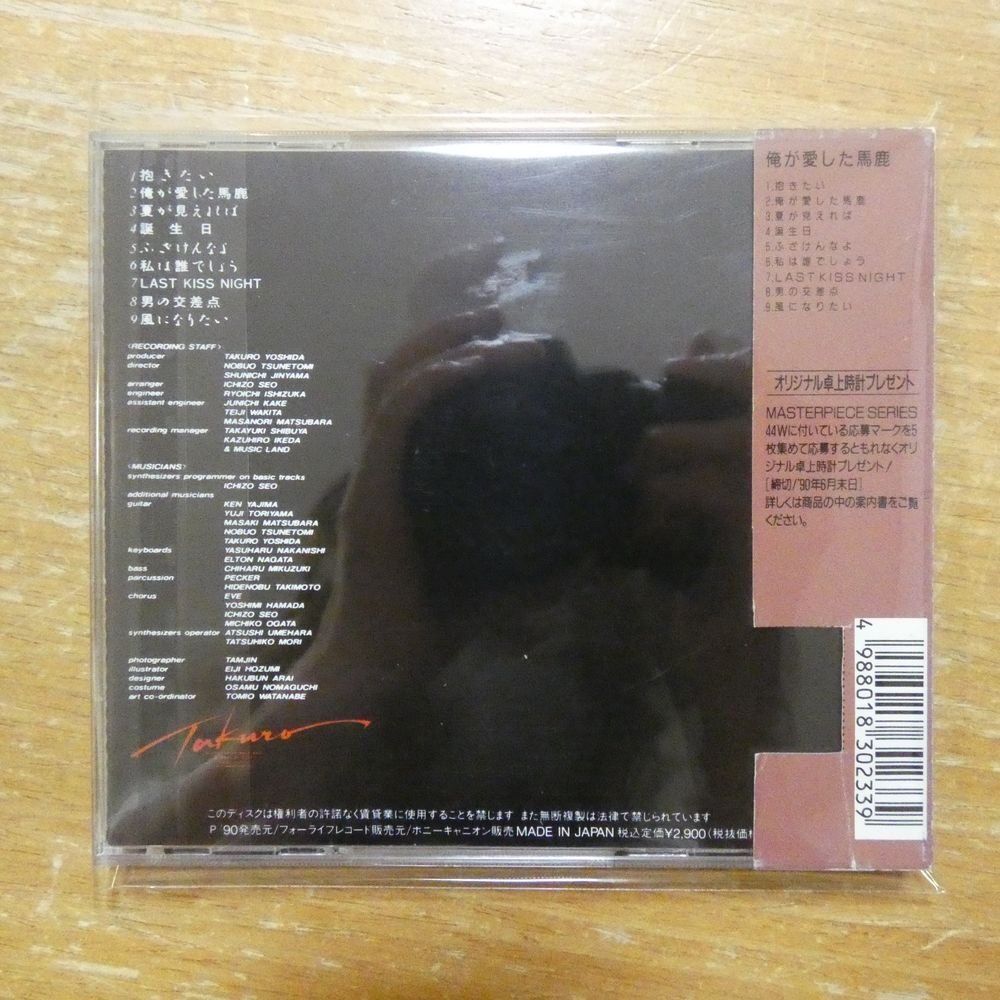 1 抱きたい
2 俺が愛した馬鹿
3 夏が見えれば
4 誕生日
5 ふざけんなよ
6 私は誰でしょう
7 LAST KISS NIGHT
8 男の交差点
9 風になりたい
〈RECORDING STAFF〉
producer TAKURO YOSHIDA
director NOBUO TSUNETOMI
SHUNICHI JINYAMA
arranger ICHIZO SEO
engineer RYOICHI ISHIZUKA
assistant engineer JUNICHI KAKE
TEIJI WAKITA
MASANORI MATSUBARA
recording manager TAKAYUKI SHIBUYA
KAZUHIRO IKEDA
& MUSIC LAND
〈MUSICIANS〉
synthesizers programmer on basic tracks
ICHIZO SEO
additional musicians
guitar KEN YAJIMA
YUJI TORIYAMA
MASAKI MATSUBARA
NOBUO TSUNETOMI
TAKURO YOSHIDA
keyboards YASUHARU NAKANISHI
ELTON NAGATA
bass CHIHARU MIKUZUKI
parcussion PECKER
HIDENOBU TAKIMOTO
chorus EVE
YOSHIMI HAMADA
ICHIZO SEO
MICHIKO OGATA
synthesizers operator ATSUSHI UMEHARA
TATSUHIKO MORI
photographer TAMJIN
illustrator EIJI HOZUMI
designer HAKUBUN ARAI
costume OSAMU NOMAGUCHI
art co-ordinator TOMIO WATANABE
Takuro
このディスクは権利者の許諾なく賃貸業に使用することを禁じます また無断複製は法律で禁じられています
P '90発売元/フォーライフレコード販売元/ポニーキャニオン販売 MADE IN JAPAN 税込定価¥2,900(税抜価格
俺が愛した馬鹿
1.抱きたい
2.俺が愛した馬鹿
3.夏が見えれば
4.誕生日
5.ふざけんなよ
6.私は誰でしょう
7.LAST KISS NIGHT
8.男の交差点
9.風になりたい
オリジナル卓上時計プレゼント
MASTERPIECE SERIES
44Wに付いている応募マークを5
枚集めて応募するともれなくオリ
ジナル卓上時計プレゼント!
[締切/'90年6月末日]
詳しくは商品の中の案内書をご覧
ください。
4 988018 302339